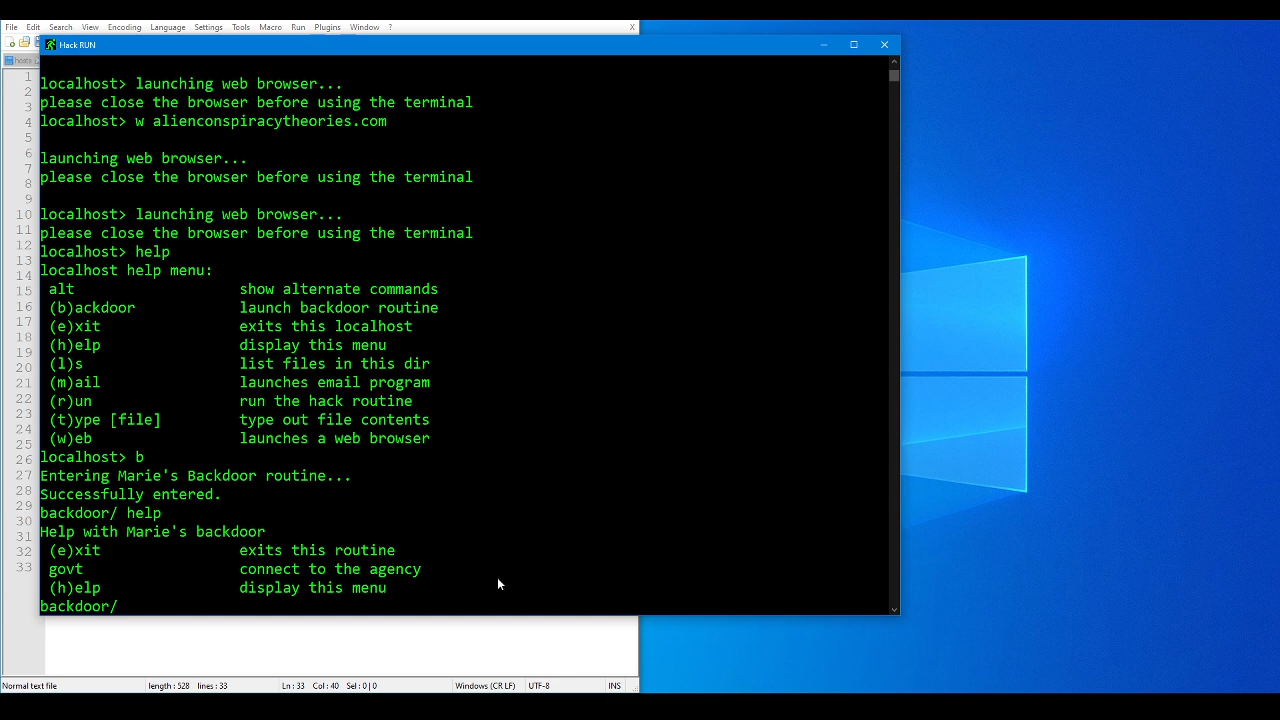 File Edit Search View Encoding Language Settings Tools Macro Run Plugins Window ? X
Hack RUN
localhost> launching web browser...
please close the browser before using the terminal
localhost> w alienconspiracytheories.com
launching web browser...
please close the browser before using the terminal
localhost> launching web browser...
please close the browser before using the terminal
localhost> help
localhost help menu:
alt show alternate commands
(b)ackdoor launch backdoor routine
(e)xit exits this localhost
(h)elp display this menu
(l)s list files in this dir
(m)ail launches email program
(r)un run the hack routine
(t)ype [file] type out file contents
(w)eb launches a web browser
localhost> b
Entering Marie's Backdoor routine...
Successfully entered.
backdoor/ help
Help with Marie's backdoor
(e)xit exits this routine
govt connect to the agency
(h)elp display this menu
backdoor/
1
2
3
4
5
6
7
8
9
10
11
12
13
14
15
16
17
18
19
20
21
22
23
24
25
26
27
28
29
30
31
32
33
Normal text file length : 528 lines : 33 Ln : 33 Col : 40 Sel : 0 | 0 Windows (CR LF) UTF-8 INS